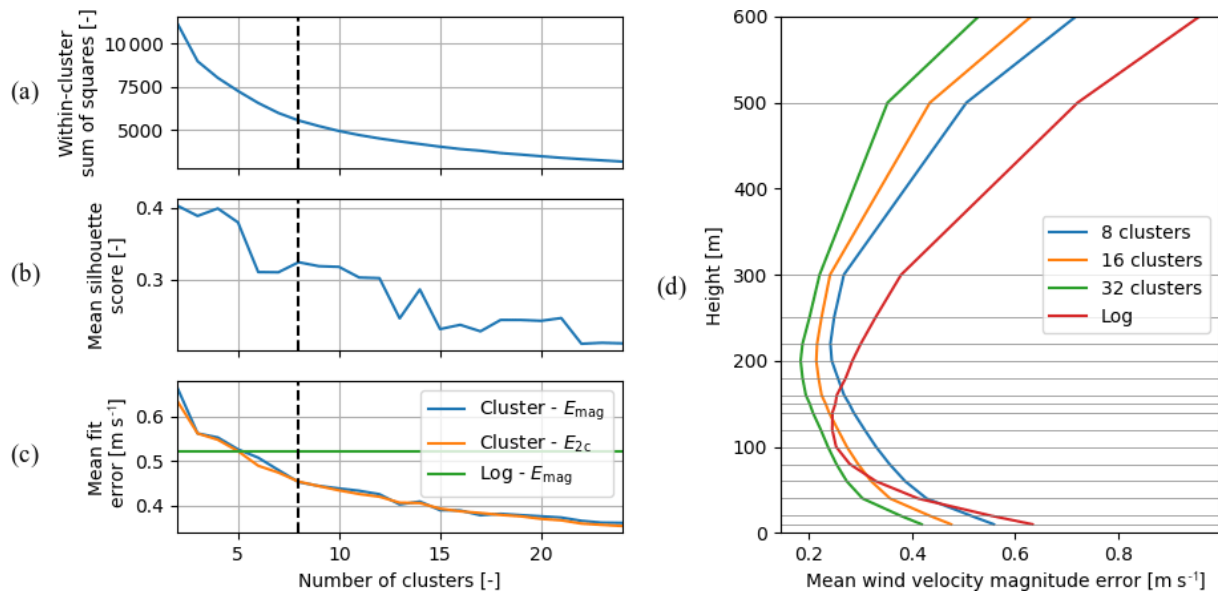 (a)
Within-cluster
sum of squares [-]
10 000
7500
5000
(b)
Mean silhouette
score [-]
0.4
0.3
(c)
Mean fit
error [m s⁻¹]
0.6
0.5
0.4
Cluster - E_mag
Cluster - E_2c
Log - E_mag
5 10 15 20
Number of clusters [-]
(d)
Height [m]
600
500
400
300
200
100
0
8 clusters
16 clusters
32 clusters
Log
0.2 0.4 0.6 0.8
Mean wind velocity magnitude error [m s⁻¹]